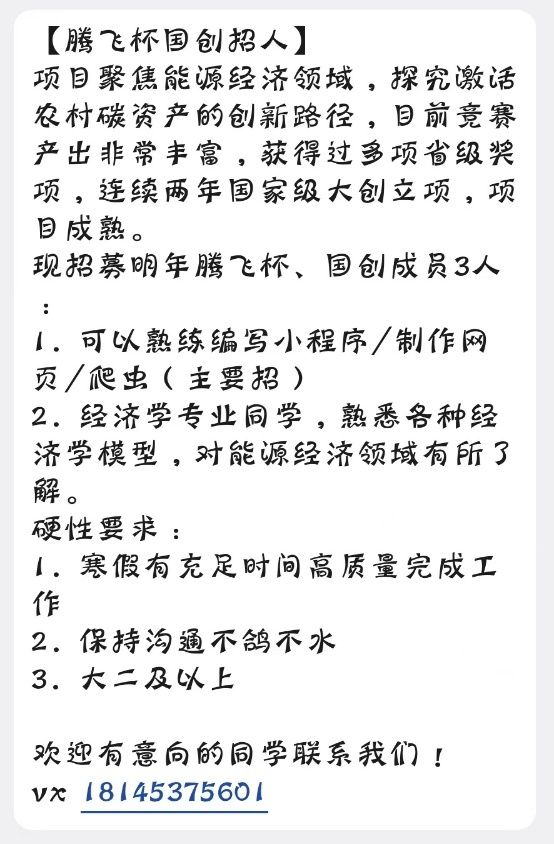 【腾飞杯国创招人】
项目聚焦能源经济领域，探究激活
农村碳资产的创新路径，目前竞赛
产出非常丰富，获得过多项省级奖
项，连续两年国家级大创立项，项
目成熟。
现招募明年腾飞杯、国创成员3人
：
1. 可以熟练编写小程序/制作网
页/爬虫（主要招）
2. 经济学专业同学，熟悉各种经
济学模型，对能源经济领域有所了
解。
硬性要求：
1. 寒假有充足时间高质量完成工
作
2. 保持沟通不鸽不水
3. 大二及以上
欢迎有意向的同学联系我们！
vx 18145375601